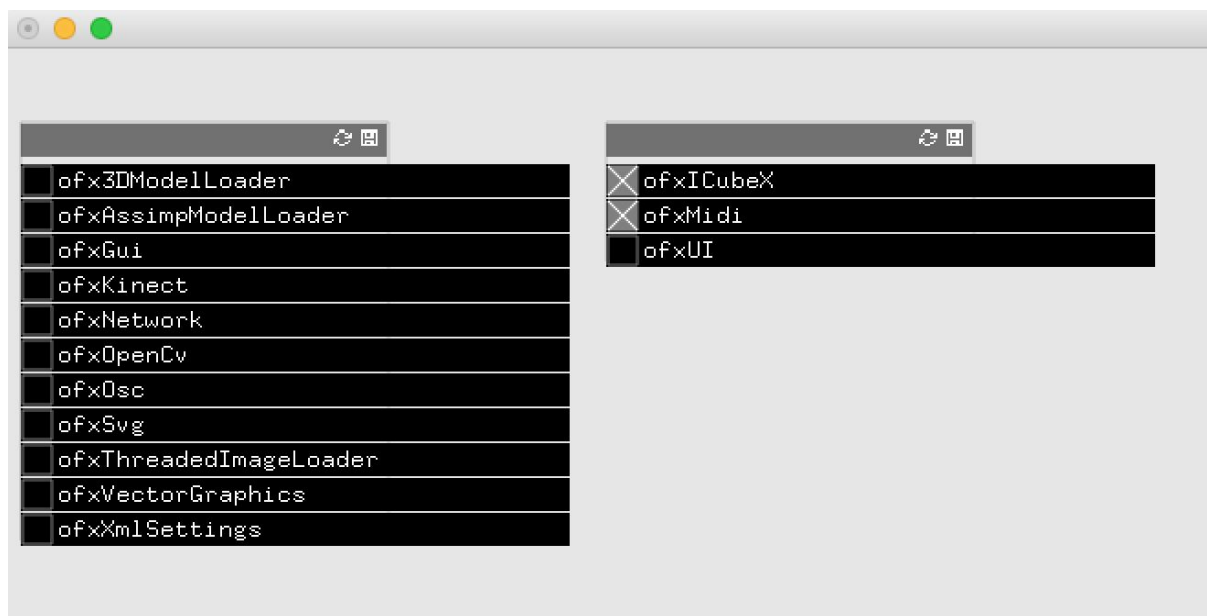 ofx3DModelLoader
ofxAssimpModelLoader
ofxGui
ofxKinect
ofxNetwork
ofxOpenCv
ofxOsc
ofxSvg
ofxThreadedImageLoader
ofxVectorGraphics
ofxXmlSettings
ofxICubeX
ofxMidi
ofxUI